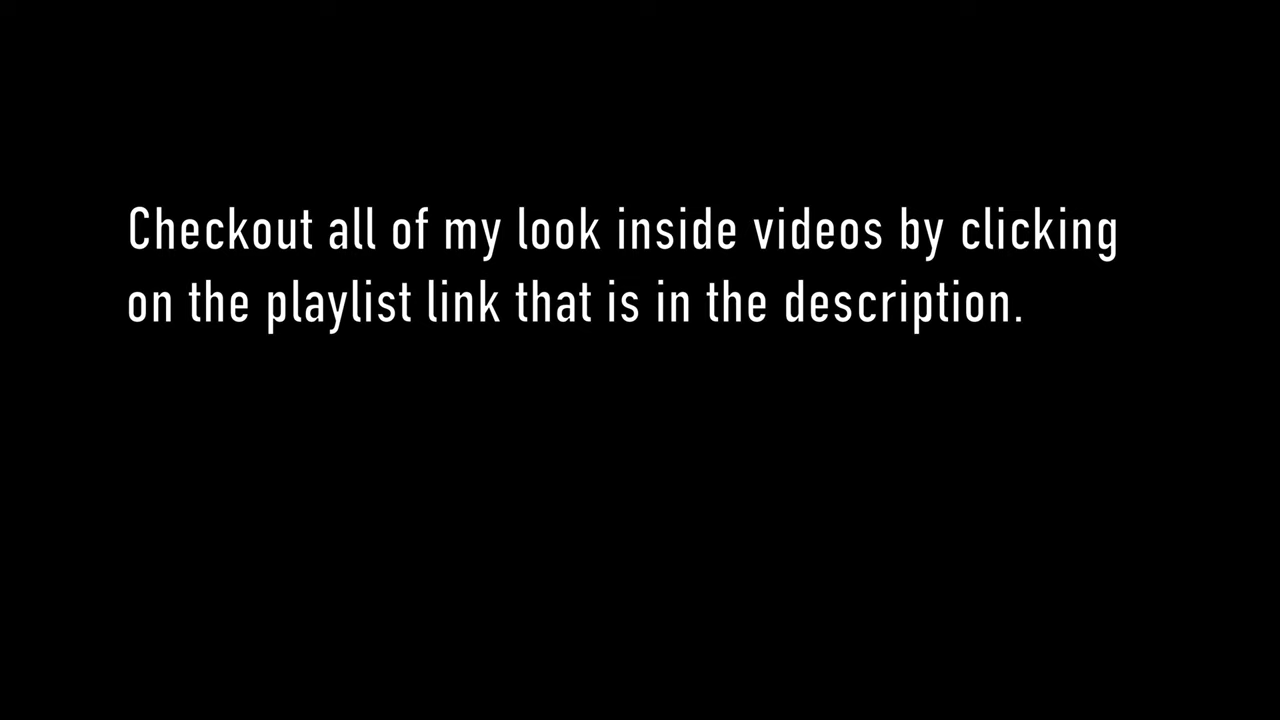 Checkout all of my look inside videos by clicking
on the playlist link that is in the description.